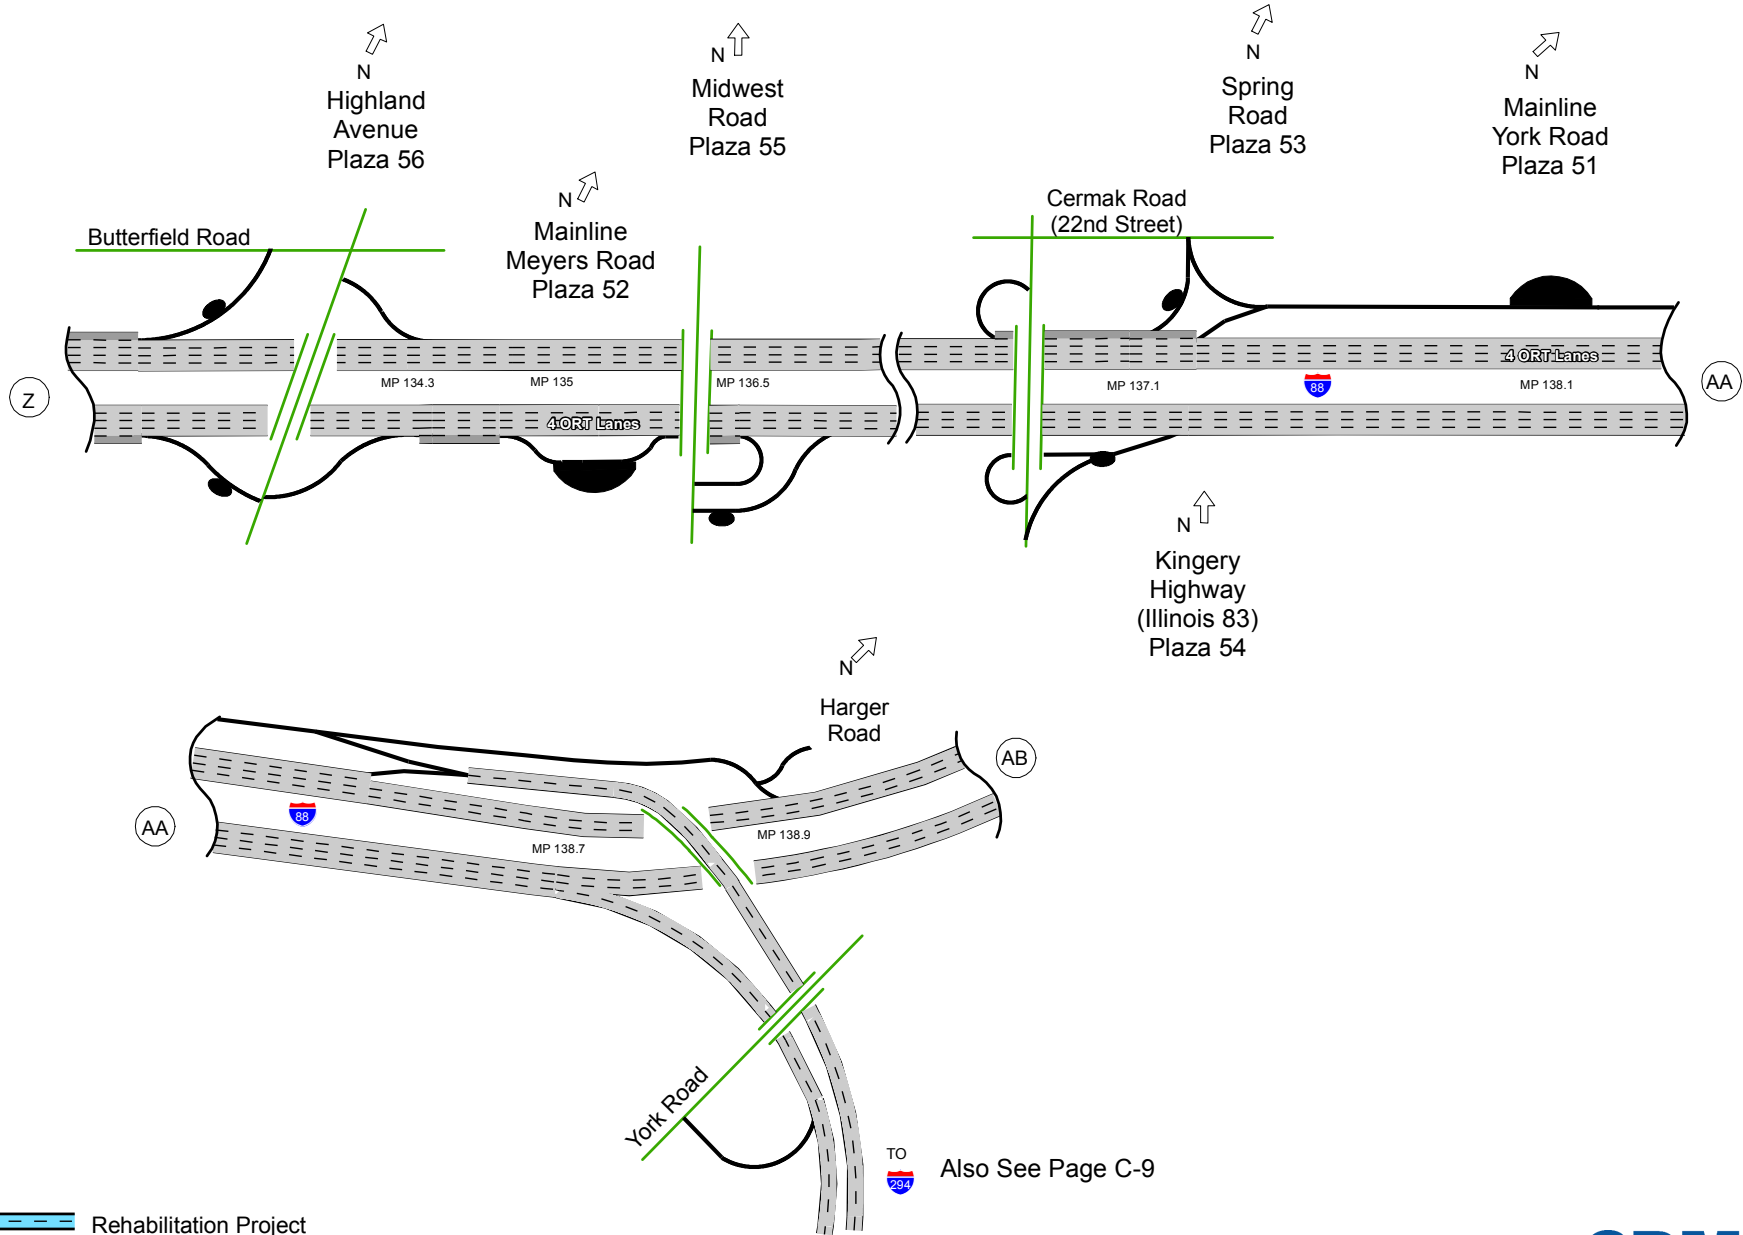 N
Highland
Avenue
Plaza 56
N
Midwest
Road
Plaza 55
N
Spring
Road
Plaza 53
N
Mainline
York Road
Plaza 51
N
Mainline
Meyers Road
Plaza 52
Butterfield Road
Cermak Road
(22nd Street)
4 ORT Lanes
Z
MP 134.3
MP 135
MP 136.5
MP 137.1
88
MP 138.1
AA
4 ORT Lanes
N
Kingery
Highway
(Illinois 83)
Plaza 54
N
Harger
Road
AB
AA
88
MP 138.7
MP 138.9
York Road
TO
294
Also See Page C-9
Rehabilitation Project